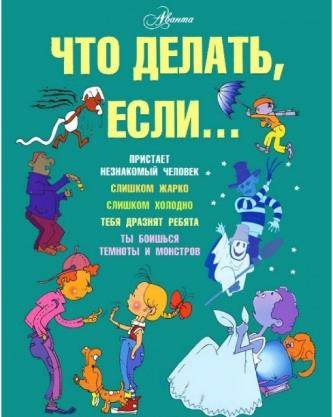 Аванта
ЧТО ДЕЛАТЬ,
ЕСЛИ...
ПРИСТАЕТ
НЕЗНАКОМЫЙ ЧЕЛОВЕК
СЛИШКОМ ЖАРКО
СЛИШКОМ ХОЛОДНО
ТЕБЯ ДРАЗНЯТ РЕБЯТА
ТЫ БОИШЬСЯ
ТЕМНОТЫ И МОНСТРОВ